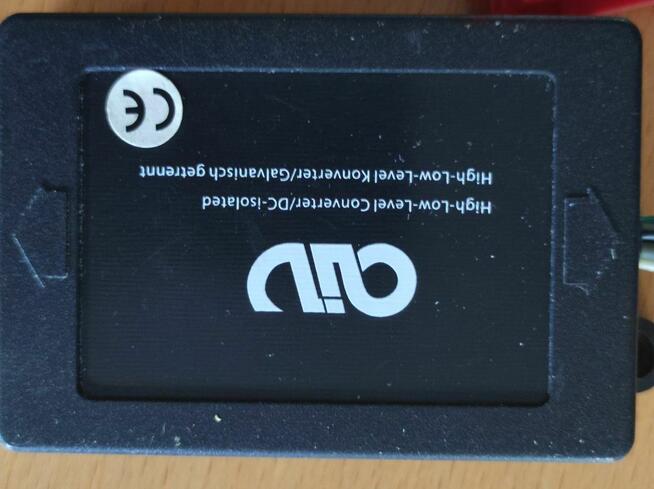 AIV
High-Low-Level Converter/DC-isolated
High-Low-Level Konverter/Galvanisch getrennt
CE